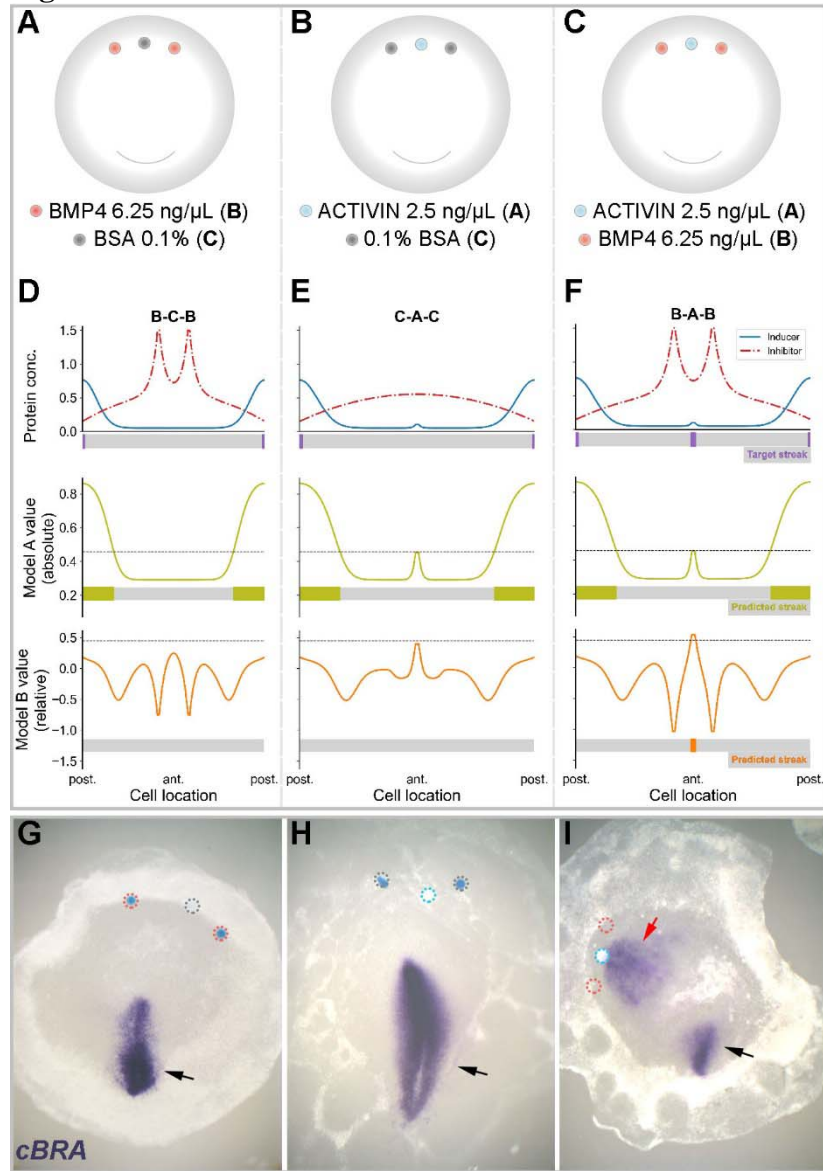 A
B
C
BMP4 6.25 ng/µL (B)
BSA 0.1% (C)
ACTIVIN 2.5 ng/µL (A)
0.1% BSA (C)
ACTIVIN 2.5 ng/µL (A)
BMP4 6.25 ng/µL (B)
D
E
F
B-C-B
C-A-C
B-A-B
Protein conc.
1.5
1.0
0.5
0.0
Inducer
Inhibitor
Target streak
Model A value
(absolute)
0.8
0.6
0.4
0.2
Predicted streak
Model B value
(relative)
0.5
0.0
−0.5
−1.0
−1.5
Predicted streak
post. ant. post.
Cell location
post. ant. post.
Cell location
post. ant. post.
Cell location
G
H
I
cBRA